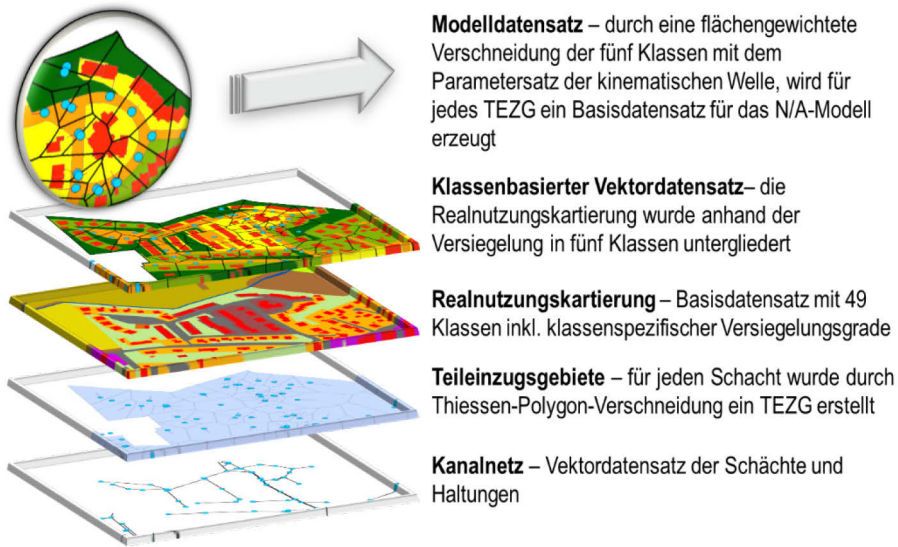 Modelldatensatz – durch eine flächengewichtete
Verschneidung der fünf Klassen mit dem
Parametersatz der kinematischen Welle, wird für
jedes TEZG ein Basisdatensatz für das N/A-Modell
erzeugt
Klassenbasierter Vektordatensatz– die
Realnutzungskartierung wurde anhand der
Versiegelung in fünf Klassen untergliedert
Realnutzungskartierung – Basisdatensatz mit 49
Klassen inkl. klassenspezifischer Versiegelungsgrade
Teileinzugsgebiete – für jeden Schacht wurde durch
Thiessen-Polygon-Verschneidung ein TEZG erstellt
Kanalnetz – Vektordatensatz der Schächte und
Haltungen